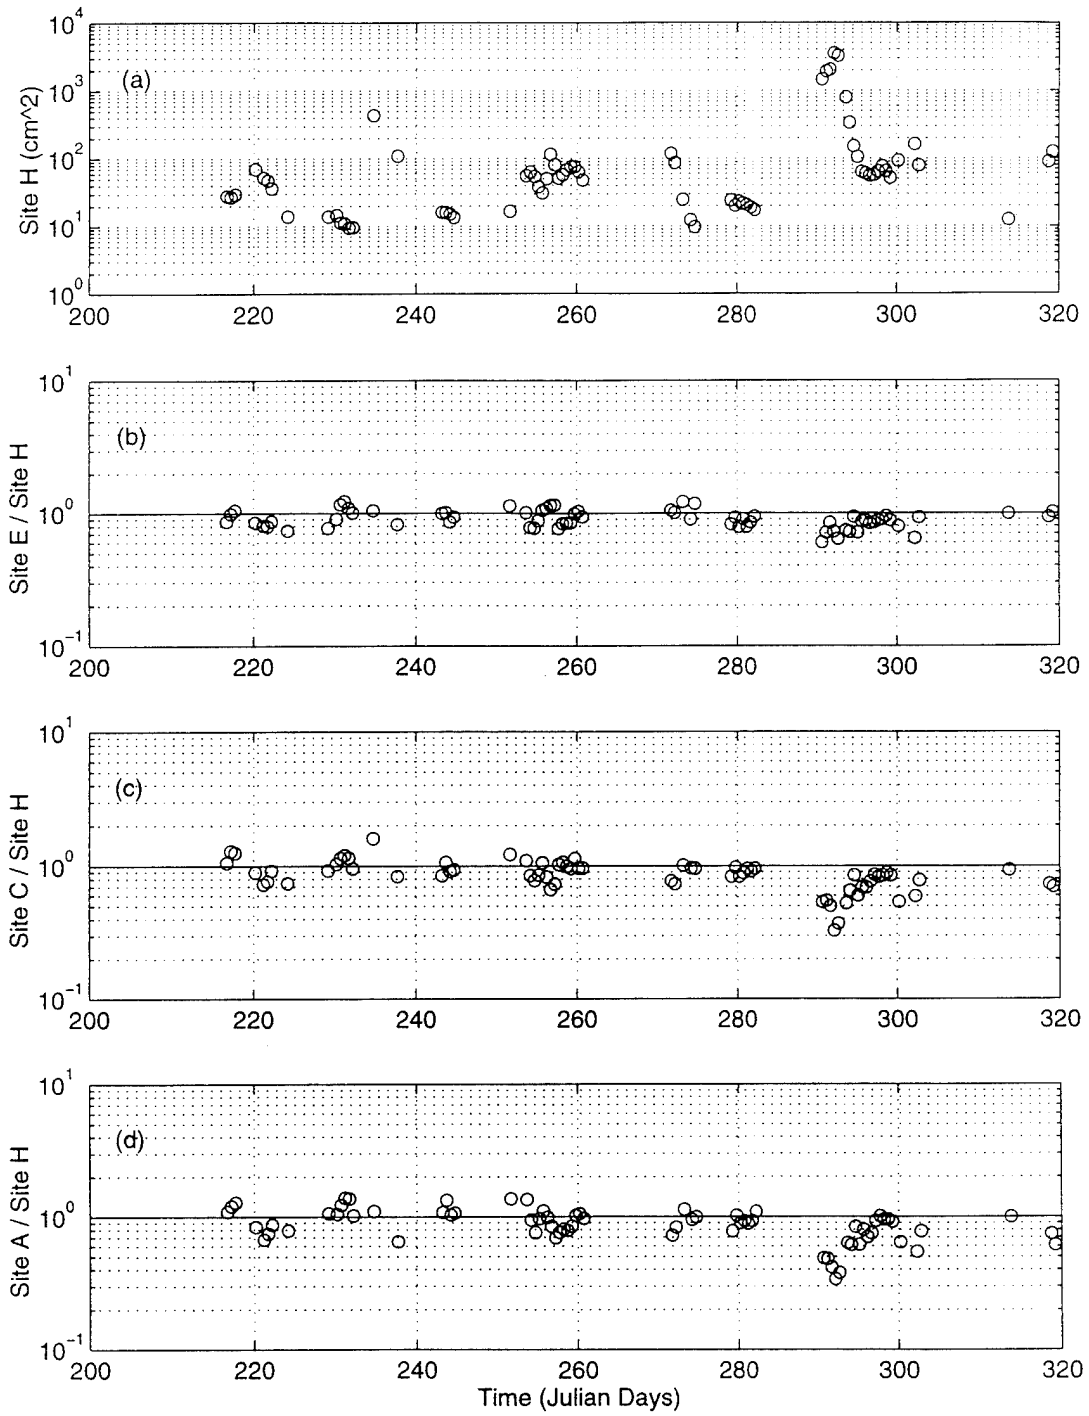 10^4
(a)
10^3
10^2
10^1
10^0
Site H (cm^2)
200 220 240 260 280 300 320
10^1
(b)
10^0
10^-1
Site E / Site H
200 220 240 260 280 300 320
10^1
(c)
10^0
10^-1
Site C / Site H
200 220 240 260 280 300 320
10^1
(d)
10^0
10^-1
Site A / Site H
200 220 240 260 280 300 320
Time (Julian Days)